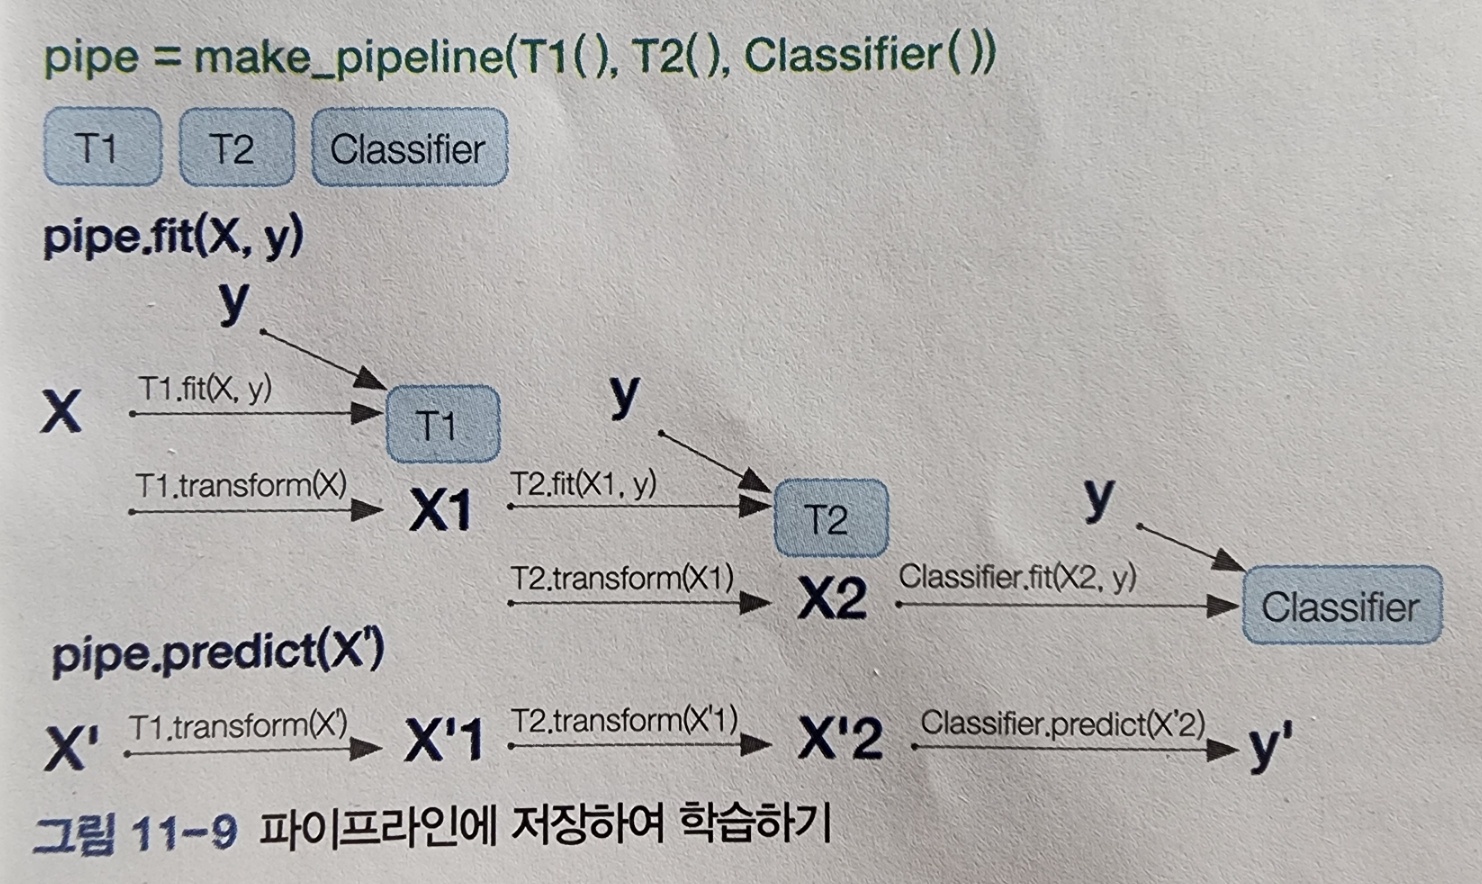 pipe = make_pipeline(T1(), T2(), Classifier())
T1 T2 Classifier
pipe.fit(X, y)
y
X T1.fit(X, y) T1 y
T1.transform(X) X1 T2.fit(X1, y) T2 y
T2.transform(X1) X2 Classifier.fit(X2, y) Classifier
pipe.predict(X')
X' T1.transform(X') X'1 T2.transform(X'1) X'2 Classifier.predict(X'2) y'
그림 11-9 파이프라인에 저장하여 학습하기